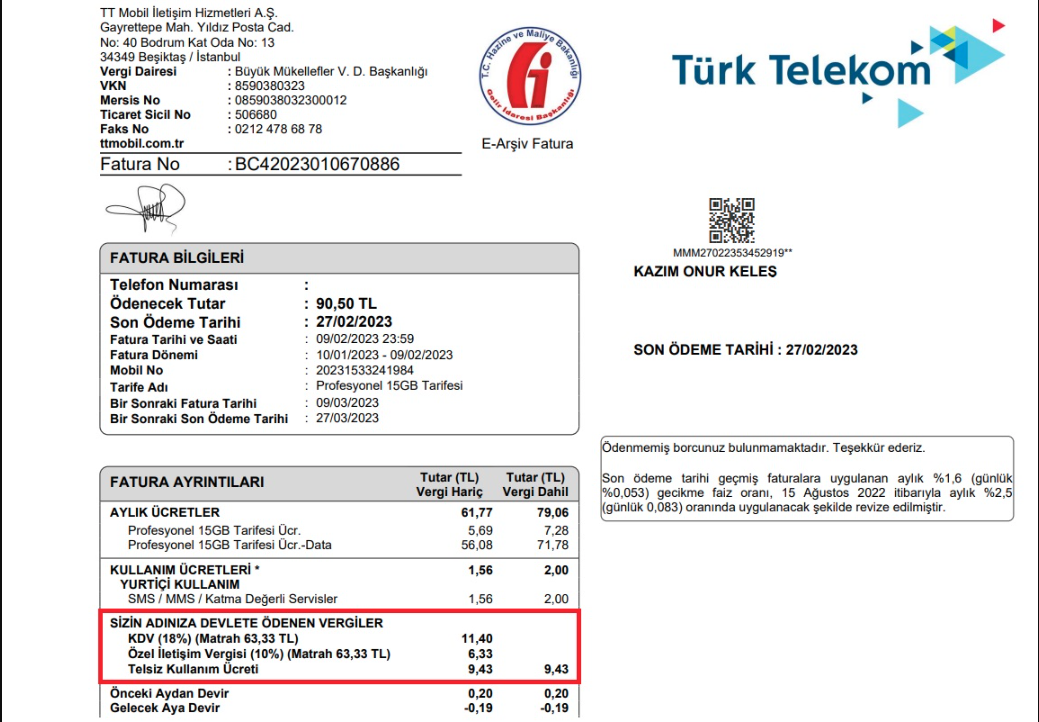 TT Mobil İletişim Hizmetleri A.Ş.
Gayrettepe Mah. Yıldız Posta Cad.
No: 40 Bodrum Kat Oda No: 13
34349 Beşiktaş / İstanbul
Vergi Dairesi : Büyük Mükellefler V. D. Başkanlığı
VKN : 8590380323
Mersis No : 0859038032300012
Ticaret Sicil No : 506680
Faks No : 0212 478 68 78
ttmobil.com.tr
Fatura No : BC42023010670886
T.C. Hazine ve Maliye Bakanlığı
Gelir İdaresi Başkanlığı
E-Arşiv Fatura
Türk Telekom
MMM27022353452919**
KAZIM ONUR KELEŞ
SON ÖDEME TARİHİ : 27/02/2023
FATURA BİLGİLERİ
Telefon Numarası :
Ödenecek Tutar : 90,50 TL
Son Ödeme Tarihi : 27/02/2023
Fatura Tarihi ve Saati : 09/02/2023 23:59
Fatura Dönemi : 10/01/2023 - 09/02/2023
Mobil No : 20231533241984
Tarife Adı : Profesyonel 15GB Tarifesi
Bir Sonraki Fatura Tarihi : 09/03/2023
Bir Sonraki Son Ödeme Tarihi : 27/03/2023
Ödenmemiş borcunuz bulunmamaktadır. Teşekkür ederiz.
Son ödeme tarihi geçmiş faturalara uygulanan aylık %1,6 (günlük
%0,053) gecikme faiz oranı, 15 Ağustos 2022 itibarıyla aylık %2,5
(günlük 0,083) oranında uygulanacak şekilde revize edilmiştir.
FATURA AYRINTILARI Tutar (TL) Vergi Hariç Tutar (TL) Vergi Dahil
AYLIK ÜCRETLER 61,77 79,06
Profesyonel 15GB Tarifesi Ücr. 5,69 7,28
Profesyonel 15GB Tarifesi Ücr.-Data 56,08 71,78
KULLANIM ÜCRETLERİ * 1,56 2,00
YURTİÇİ KULLANIM
SMS / MMS / Katma Değerli Servisler 1,56 2,00
SİZİN ADINIZA DEVLETE ÖDENEN VERGİLER
KDV (18%) (Matrah 63,33 TL) 11,40
Özel İletişim Vergisi (10%) (Matrah 63,33 TL) 6,33
Telsiz Kullanım Ücreti 9,43 9,43
Önceki Aydan Devir 0,20 0,20
Gelecek Aya Devir -0,19 -0,19